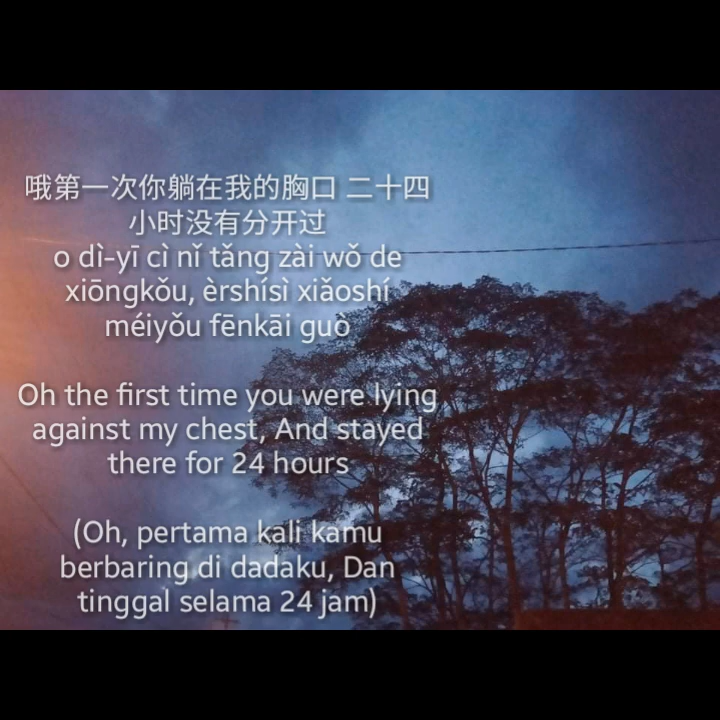 哦第一次你躺在我的胸口 二十四
小时没有分开过
o dì-yī cì nǐ tǎng zài wǒ de
xiōngkǒu, èrshísì xiǎoshí
méiyǒu fēnkāi guò
Oh the first time you were lying
against my chest, And stayed
there for 24 hours
(Oh, pertama kali kamu
berbaring di dadaku, Dan
tinggal selama 24 jam)